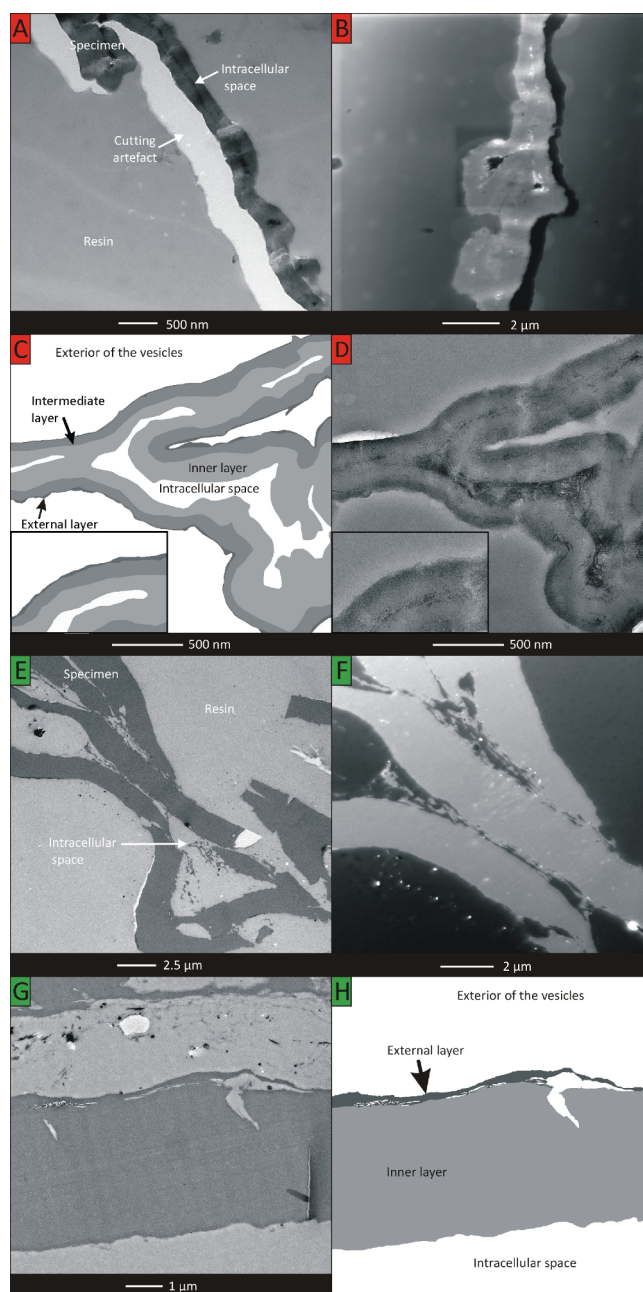 A
Specimen
Intracellular
space
Cutting
artefact
Resin
500 nm
B
2 µm
C
Exterior of the vesicles
Intermediate
layer
Inner layer
Intracellular space
External layer
500 nm
D
500 nm
E
Specimen
Resin
Intracellular
space
2.5 µm
F
2 µm
G
1 µm
H
Exterior of the vesicles
External layer
Inner layer
Intracellular space